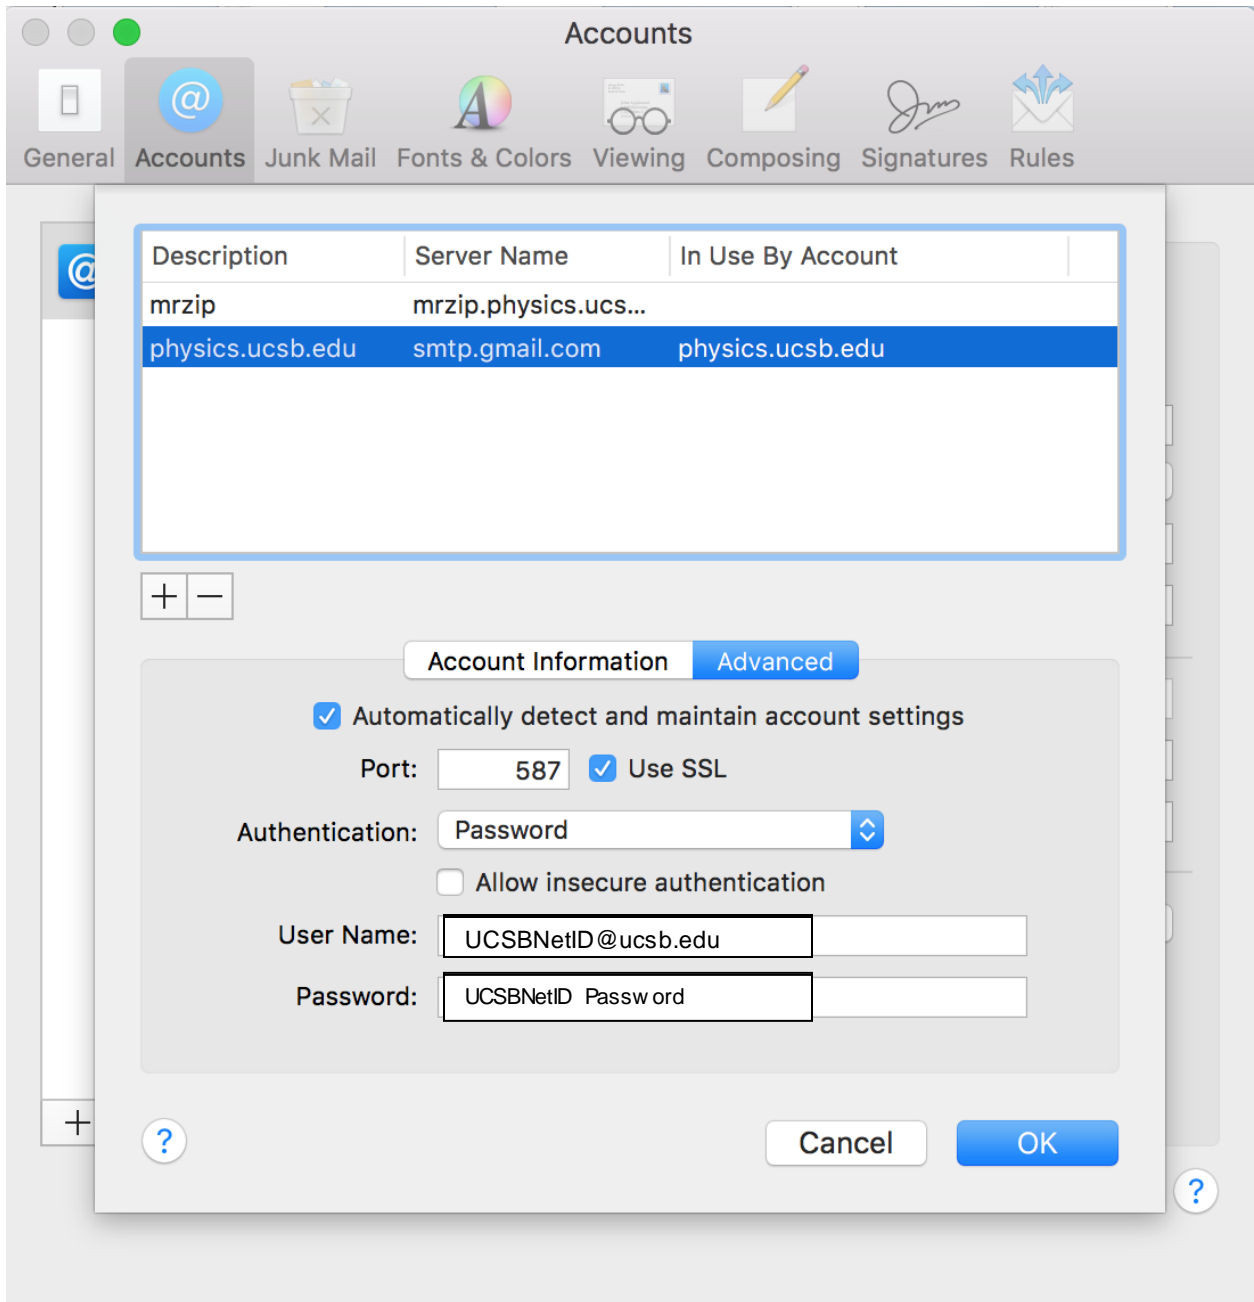 Accounts
General Accounts Junk Mail Fonts & Colors Viewing Composing Signatures Rules
Description Server Name In Use By Account
mrzip mrzip.physics.ucs...
physics.ucsb.edu smtp.gmail.com physics.ucsb.edu
Account Information Advanced
Automatically detect and maintain account settings
Port: 587 Use SSL
Authentication: Password
Allow insecure authentication
User Name: UCSBNetID@ucsb.edu
Password: UCSBNetID Password
? Cancel OK
?